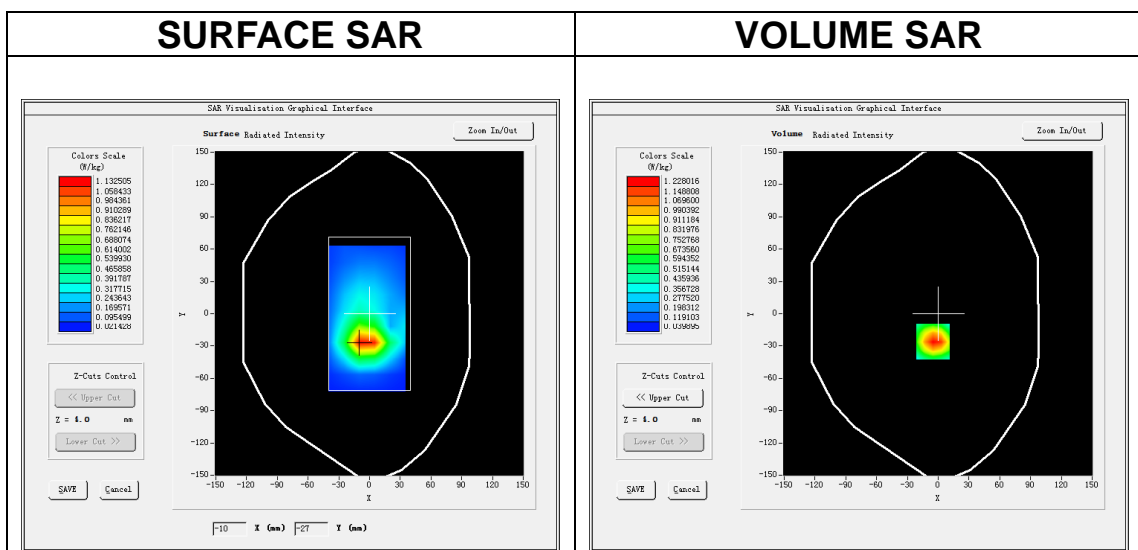 SURFACE SAR
VOLUME SAR
SAR Visualisation Graphical Interface
Surface Radiated Intensity
Zoom In/Out
Colors Scale
(W/kg)
1.132505
1.058433
0.984361
0.910289
0.836217
0.762146
0.688074
0.614002
0.539930
0.465858
0.391787
0.317715
0.243643
0.169571
0.095499
0.021428
150
120
90
60
30
0
-30
-60
-90
-120
-150
Y
-150 -120 -90 -60 -30 0 30 60 90 120 150
X
Z-Cuts Control
<< Upper Cut
Z = 4.0 mm
Lower Cut >>
SAVE Cancel
-10 X (mm) -27 Y (mm)
SAR Visualisation Graphical Interface
Volume Radiated Intensity
Zoom In/Out
Colors Scale
(W/kg)
1.228016
1.148808
1.069600
0.990392
0.911184
0.831976
0.752768
0.673560
0.594352
0.515144
0.435936
0.356728
0.277520
0.198312
0.119103
0.039895
150
120
90
60
30
0
-30
-60
-90
-120
-150
Y
-150 -120 -90 -60 -30 0 30 60 90 120 150
X
Z-Cuts Control
<< Upper Cut
Z = 4.0 mm
Lower Cut >>
SAVE Cancel